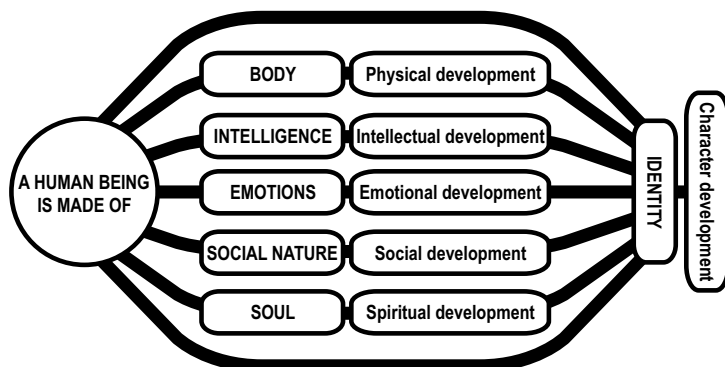 A HUMAN BEING
IS MADE OF
BODY
Physical development
INTELLIGENCE
Intellectual development
EMOTIONS
Emotional development
SOCIAL NATURE
Social development
SOUL
Spiritual development
IDENTITY
Character development